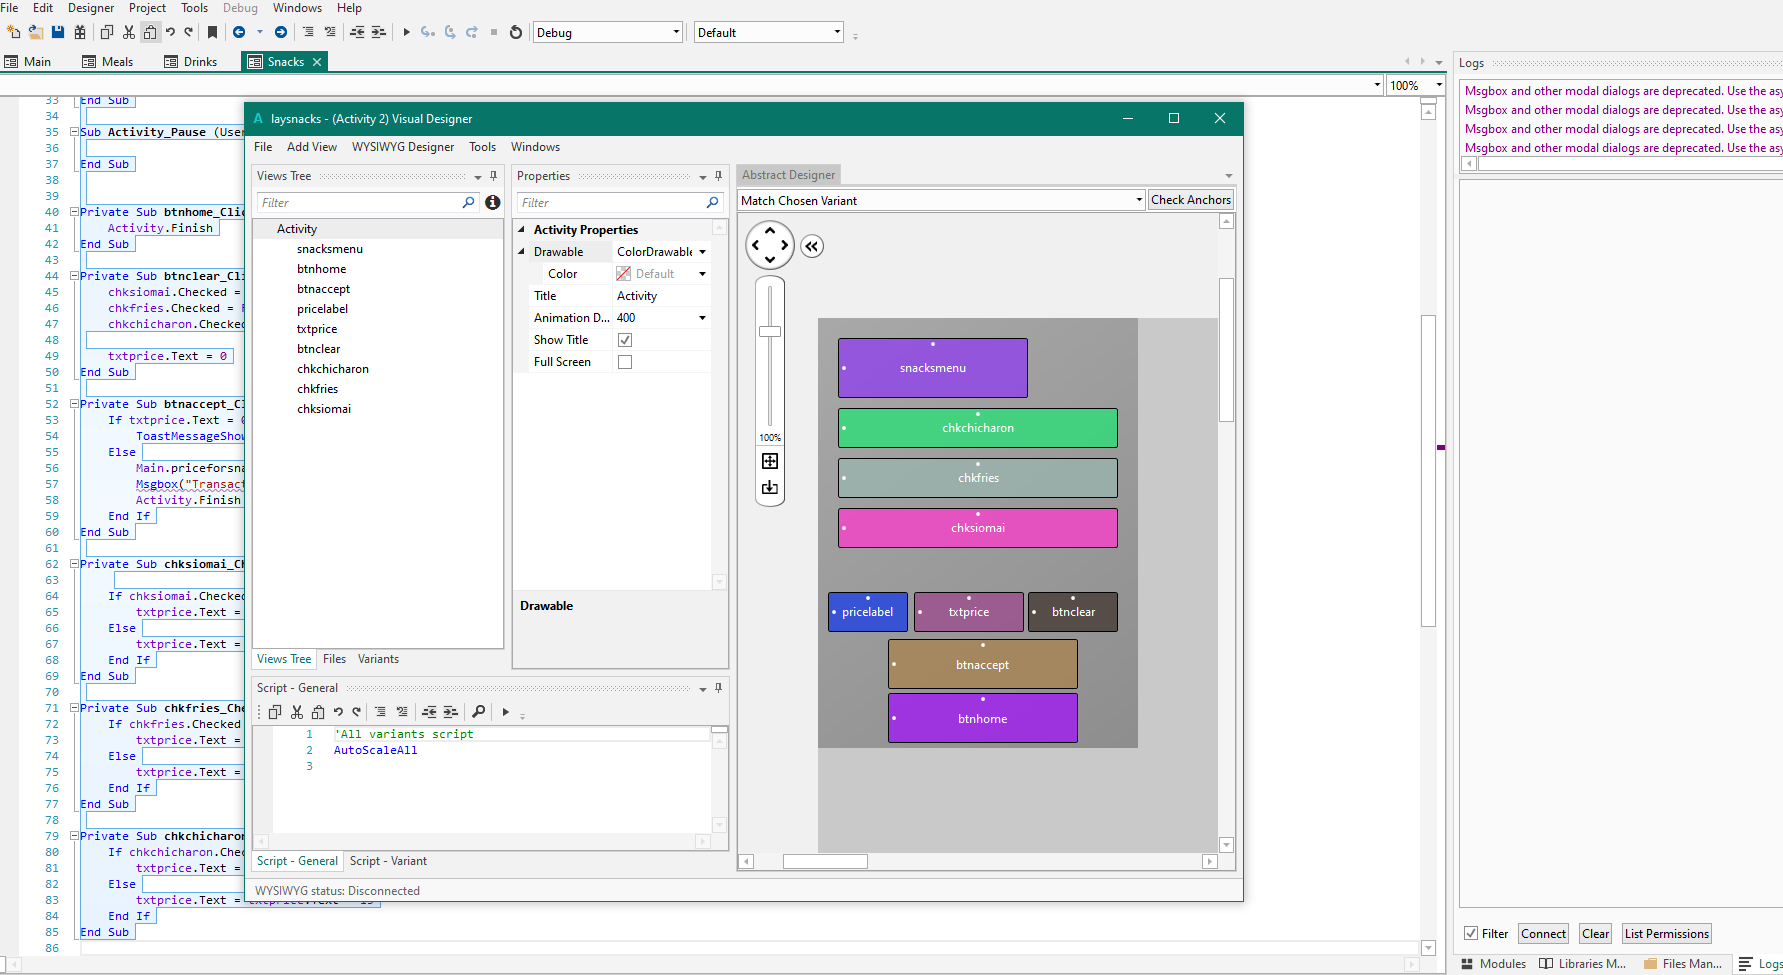 File Edit Designer Project Tools Debug Windows Help
Debug Default
Main Meals Drinks Snacks
100%
33 End Sub
34
35 Sub Activity_Pause (User
36
37 End Sub
38
39
40 Private Sub btnhome_Clic
41 Activity.Finish
42 End Sub
43
44 Private Sub btnclear_Cli
45 chksiomai.Checked =
46 chkfries.Checked = F
47 chkchicharon.Checked
48
49 txtprice.Text = 0
50 End Sub
51
52 Private Sub btnaccept_Cl
53 If txtprice.Text = 0
54 ToastMessageShow
55 Else
56 Main.priceforsna
57 Msgbox("Transact
58 Activity.Finish
59 End If
60 End Sub
61
62 Private Sub chksiomai_Ch
63
64 If chksiomai.Checked
65 txtprice.Text =
66 Else
67 txtprice.Text =
68 End If
69 End Sub
70
71 Private Sub chkfries_Che
72 If chkfries.Checked
73 txtprice.Text =
74 Else
75 txtprice.Text =
76 End If
77 End Sub
78
79 Private Sub chkchicharon
80 If chkchicharon.Chec
81 txtprice.Text =
82 Else
83 txtprice.Text =
84 End If
85 End Sub
86
laysnacks - (Activity 2) Visual Designer
File Add View WYSIWYG Designer Tools Windows
Views Tree
Filter
Activity
snacksmenu
btnhome
btnaccept
pricelabel
txtprice
btnclear
chkchicharon
chkfries
chksiomai
Views Tree Files Variants
Properties
Filter
Activity Properties
Drawable ColorDrawable
Color Default
Title Activity
Animation D... 400
Show Title
Full Screen
Drawable
Script - General
1 'All variants script
2 AutoScaleAll
3
Script - General Script - Variant
WYSIWYG status: Disconnected
Abstract Designer
Match Chosen Variant Check Anchors
100%
snacksmenu
chkchicharon
chkfries
chksiomai
pricelabel txtprice btnclear
btnaccept
btnhome
Logs
Msgbox and other modal dialogs are deprecated. Use the asy
Msgbox and other modal dialogs are deprecated. Use the asy
Msgbox and other modal dialogs are deprecated. Use the asy
Msgbox and other modal dialogs are deprecated. Use the asy
Filter Connect Clear List Permissions
Modules Libraries M... Files Man... Logs